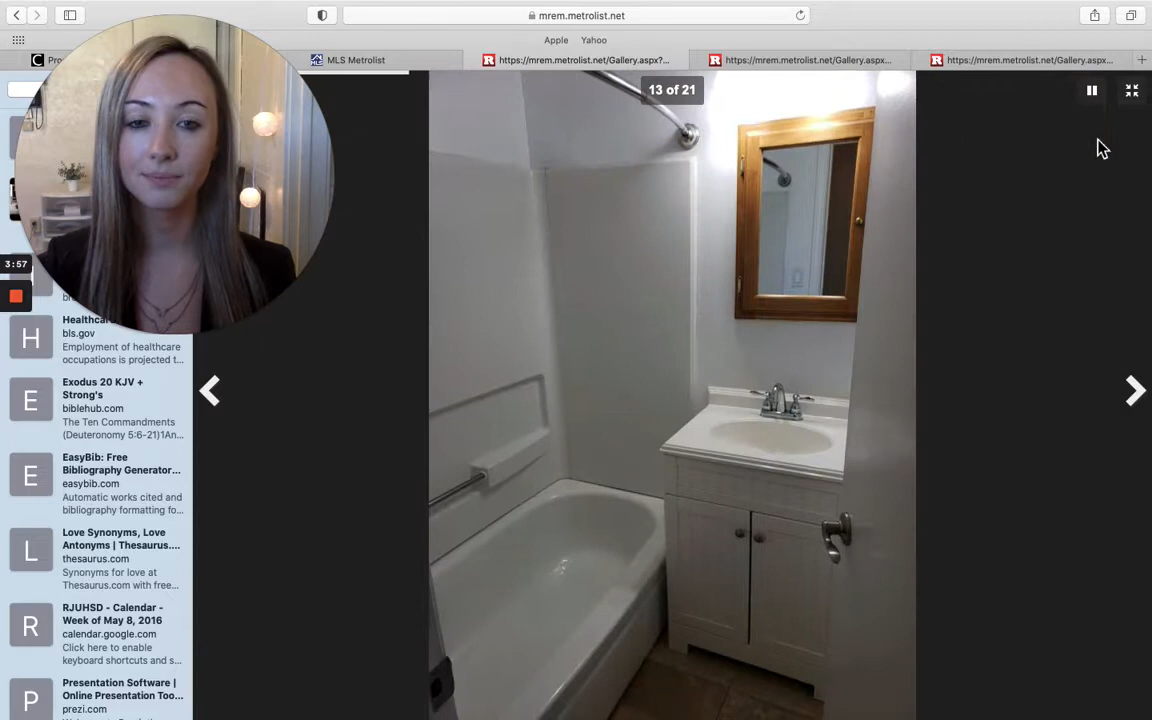 mrem.metrolist.net
Apple
Yahoo
C
Pro
MLS
MLS Metrolist
R
https://mrem.metrolist.net/Gallery.aspx?...
R
https://mrem.metrolist.net/Gallery.aspx...
R
https://mrem.metrolist.net/Gallery.aspx...
13 of 21
3:57
H
bls.gov
Employment of healthcare
occupations is projected t...
E
Exodus 20 KJV +
Strong's
biblehub.com
The Ten Commandments
(Deuteronomy 5:6-21)1An...
E
EasyBib: Free
Bibliography Generator...
easybib.com
Automatic works cited and
bibliography formatting fo...
L
Love Synonyms, Love
Antonyms | Thesaurus....
thesaurus.com
Synonyms for love at
Thesaurus.com with free...
R
RJUHSD - Calendar -
Week of May 8, 2016
calendar.google.com
Click here to enable
keyboard shortcuts and s...
P
Presentation Software |
Online Presentation Too...
prezi.com